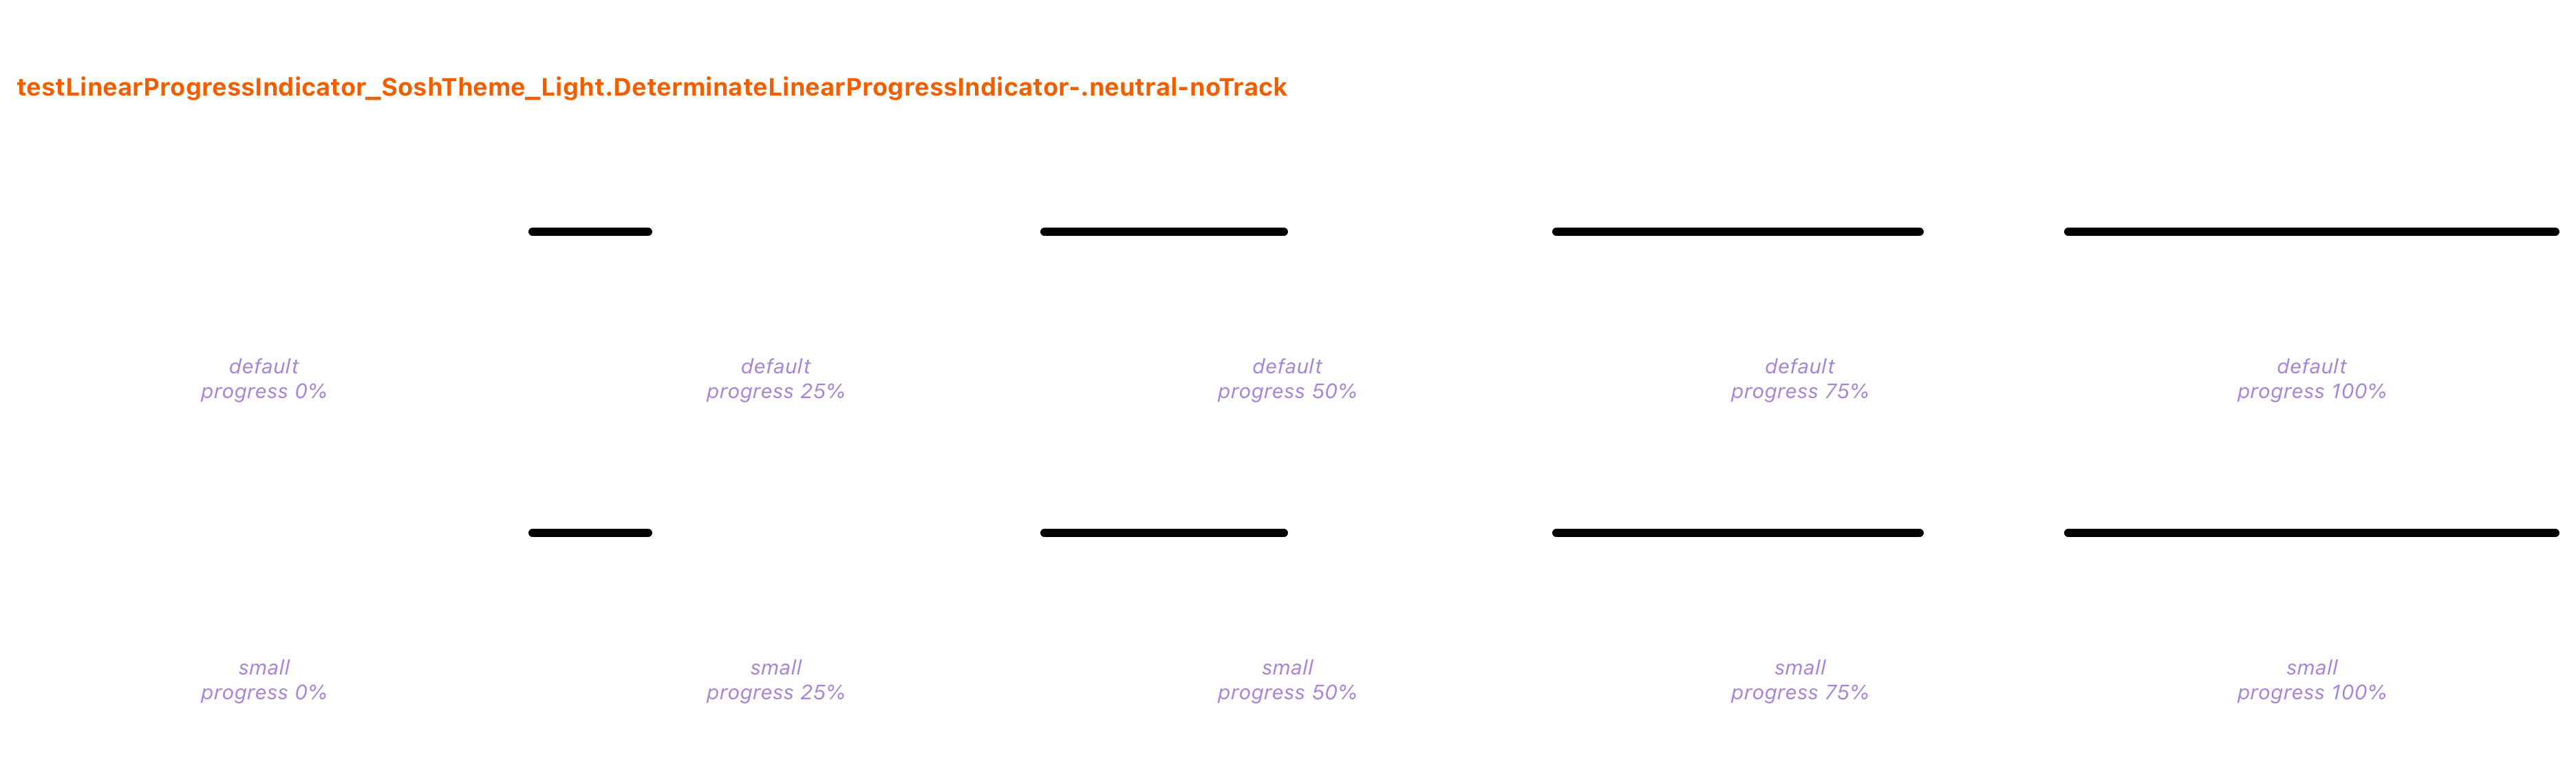 testLinearProgressIndicator_SoshTheme_Light.DeterminateLinearProgressIndicator-.neutral-noTrack
default
progress 0%
default
progress 25%
default
progress 50%
default
progress 75%
default
progress 100%
small
progress 0%
small
progress 25%
small
progress 50%
small
progress 75%
small
progress 100%